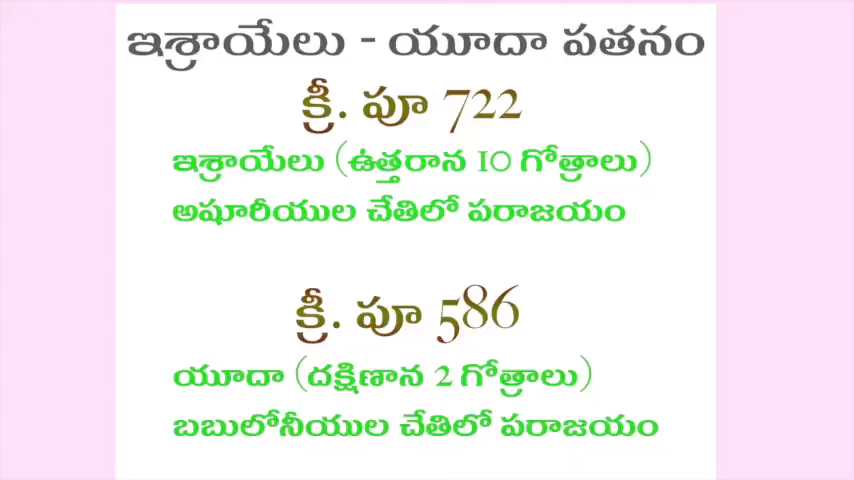 ఇశ్రాయేలు - యూదా పతనం
క్రీ. పూ 722
ఇశ్రాయేలు (ఉత్తరాన 10 గోత్రాలు)
అషూరీయుల చేతిలో పరాజయం
క్రీ. పూ 586
యూదా (దక్షిణాన 2 గోత్రాలు)
బబులోనీయుల చేతిలో పరాజయం